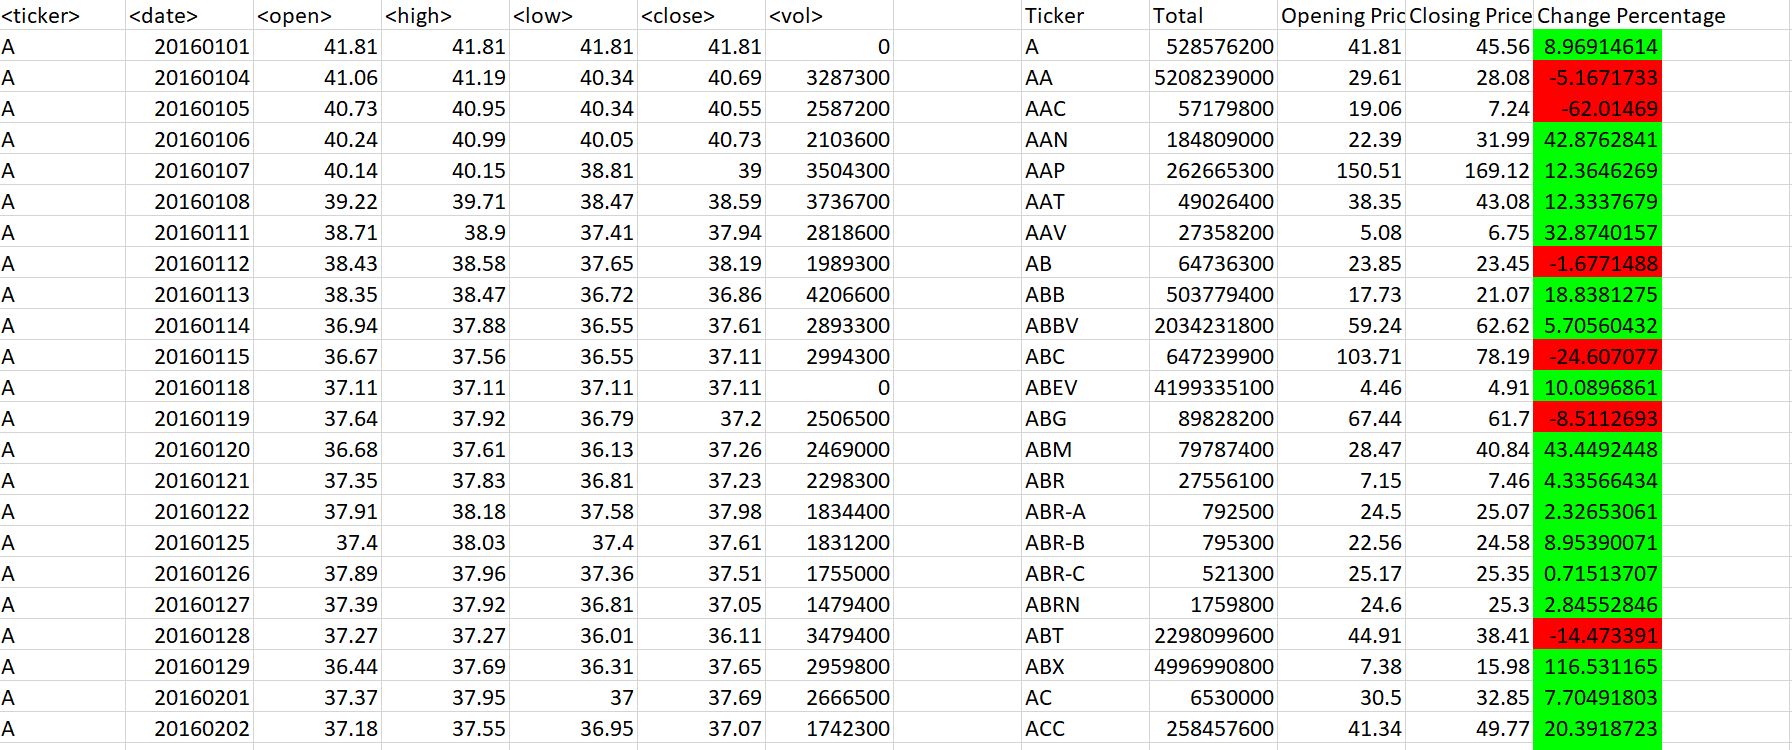 <ticker> <date> <open> <high> <low> <close> <vol> Ticker Total Opening Pric Closing Price Change Percentage
A 20160101 41.81 41.81 41.81 41.81 0 A 528576200 41.81 45.56 8.96914614
A 20160104 41.06 41.19 40.34 40.69 3287300 AA 5208239000 29.61 28.08 -5.1671733
A 20160105 40.73 40.95 40.34 40.55 2587200 AAC 57179800 19.06 7.24 -62.01469
A 20160106 40.24 40.99 40.05 40.73 2103600 AAN 184809000 22.39 31.99 42.8762841
A 20160107 40.14 40.15 38.81 39 3504300 AAP 262665300 150.51 169.12 12.3646269
A 20160108 39.22 39.71 38.47 38.59 3736700 AAT 49026400 38.35 43.08 12.3337679
A 20160111 38.71 38.9 37.41 37.94 2818600 AAV 27358200 5.08 6.75 32.8740157
A 20160112 38.43 38.58 37.65 38.19 1989300 AB 64736300 23.85 23.45 -1.6771488
A 20160113 38.35 38.47 36.72 36.86 4206600 ABB 503779400 17.73 21.07 18.8381275
A 20160114 36.94 37.88 36.55 37.61 2893300 ABBV 2034231800 59.24 62.62 5.70560432
A 20160115 36.67 37.56 36.55 37.11 2994300 ABC 647239900 103.71 78.19 -24.607077
A 20160118 37.11 37.11 37.11 37.11 0 ABEV 4199335100 4.46 4.91 10.0896861
A 20160119 37.64 37.92 36.79 37.2 2506500 ABG 89828200 67.44 61.7 -8.5112693
A 20160120 36.68 37.61 36.13 37.26 2469000 ABM 79787400 28.47 40.84 43.4492448
A 20160121 37.35 37.83 36.81 37.23 2298300 ABR 27556100 7.15 7.46 4.33566434
A 20160122 37.91 38.18 37.58 37.98 1834400 ABR-A 792500 24.5 25.07 2.32653061
A 20160125 37.4 38.03 37.4 37.61 1831200 ABR-B 795300 22.56 24.58 8.95390071
A 20160126 37.89 37.96 37.36 37.51 1755000 ABR-C 521300 25.17 25.35 0.71513707
A 20160127 37.39 37.92 36.81 37.05 1479400 ABRN 1759800 24.6 25.3 2.84552846
A 20160128 37.27 37.27 36.01 36.11 3479400 ABT 2298099600 44.91 38.41 -14.473391
A 20160129 36.44 37.69 36.31 37.65 2959800 ABX 4996990800 7.38 15.98 116.531165
A 20160201 37.37 37.95 37 37.69 2666500 AC 6530000 30.5 32.85 7.70491803
A 20160202 37.18 37.55 36.95 37.07 1742300 ACC 258457600 41.34 49.77 20.3918723